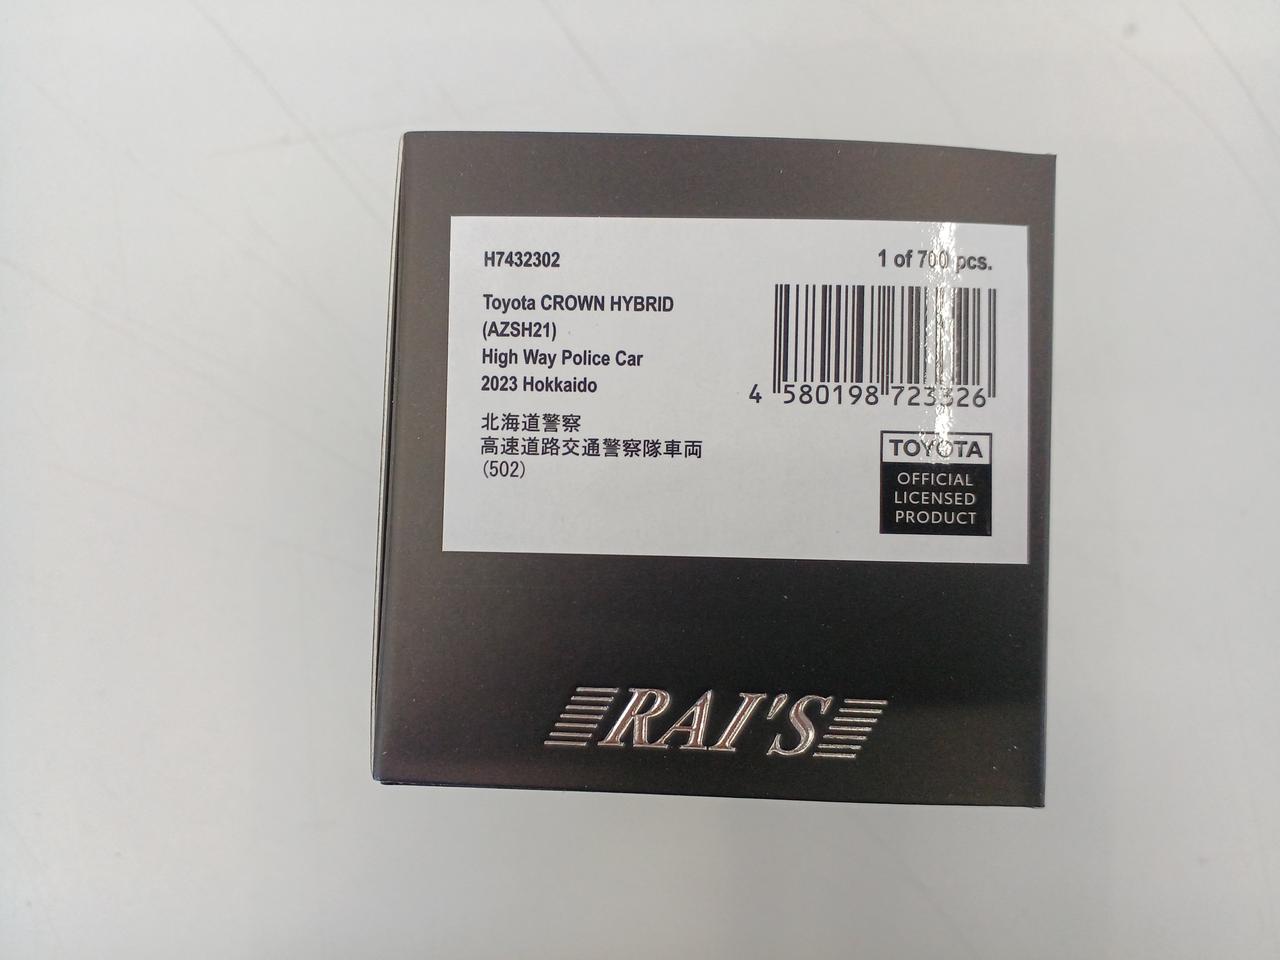 H7432302
1 of 700 pcs.
Toyota CROWN HYBRID
(AZSH21)
High Way Police Car
2023 Hokkaido
北海道警察
高速道路交通警察隊車両
(502)
4 580198 723326
TOYOTA
OFFICIAL
LICENSED
PRODUCT
RAI'S